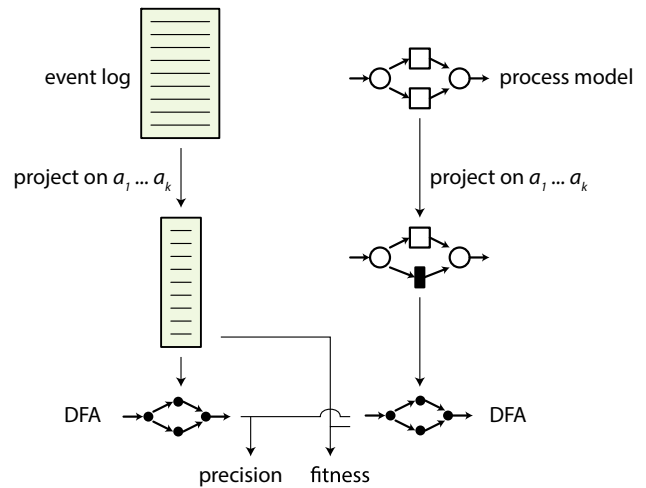 event log
process model
project on a1 ... ak
project on a1 ... ak
DFA
DFA
precision
fitness